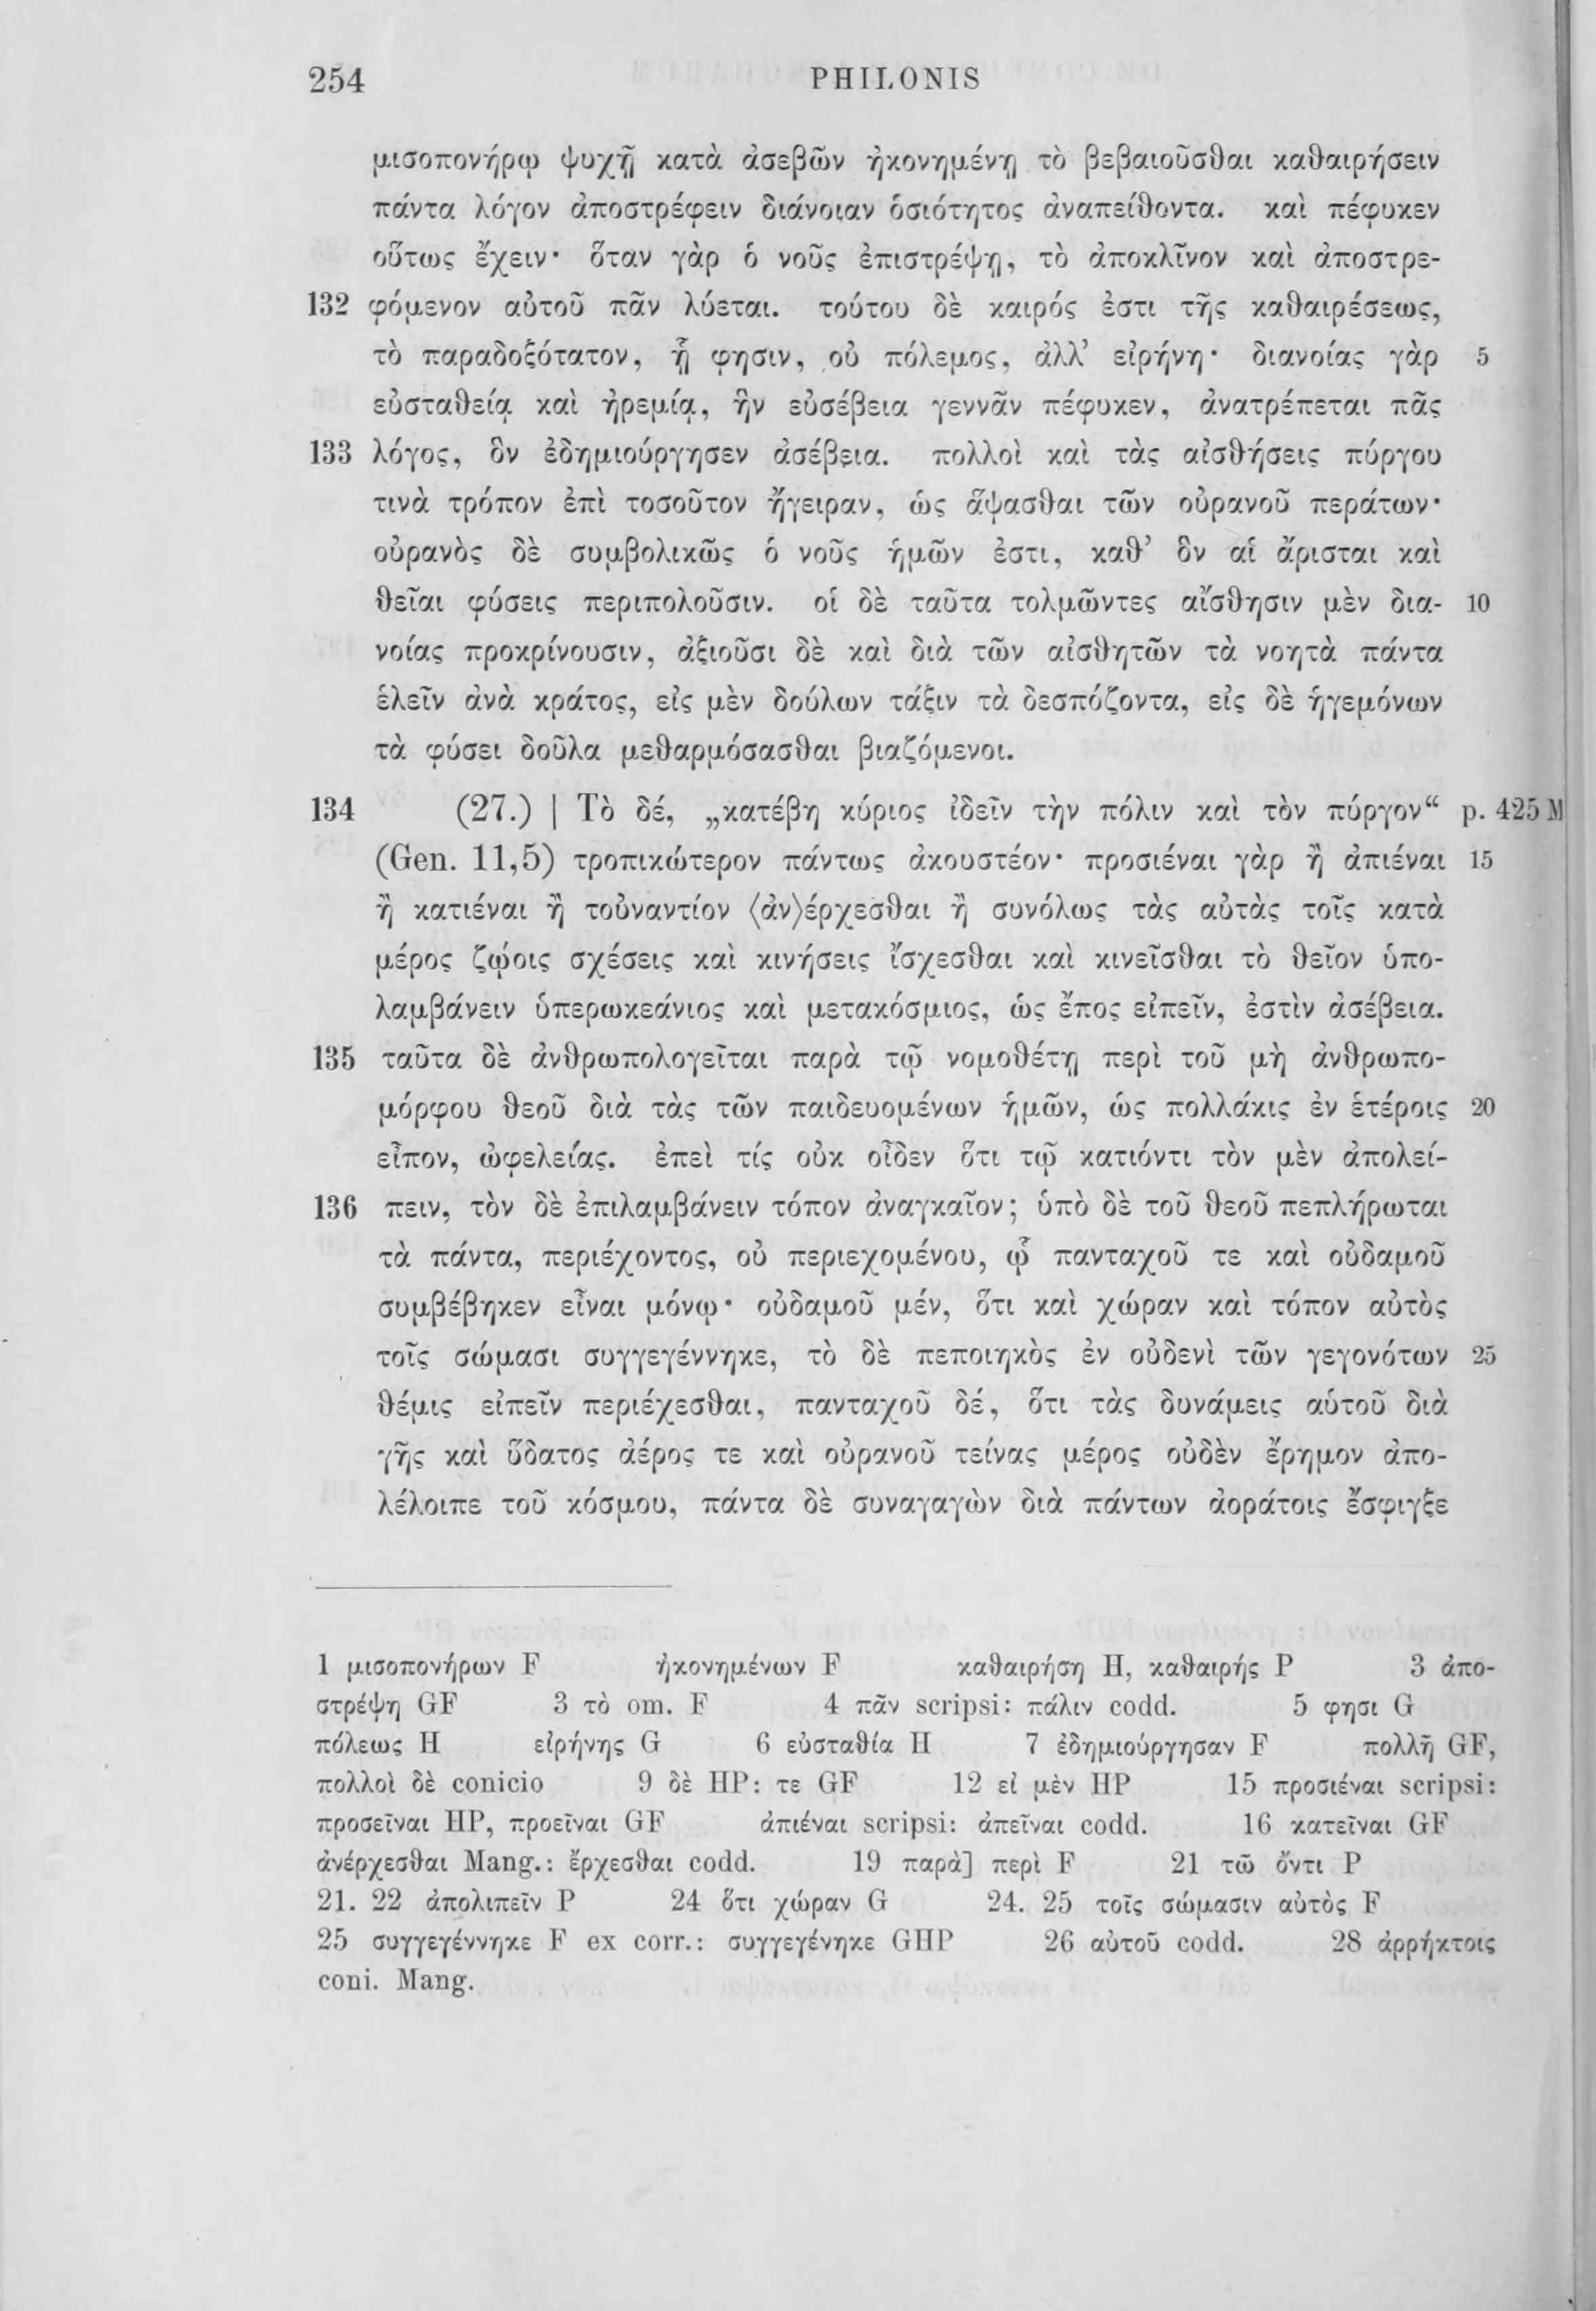 254 PHILONIS
μισοπονήρῳ ψυχῇ κατὰ ἀσεβῶν ἠκονημένῃ τὸ βεβαιοῦσθαι καθαιρήσειν
πάντα λόγον ἀποστρέφειν διάνοιαν ὁσιότητος ἀναπείθοντα. καὶ πέφυκεν
οὕτως ἔχειν· ὅταν γὰρ ὁ νοῦς ἐπιστρέψῃ, τὸ ἀποκλῖνον καὶ ἀποστρε-
132 φόμενον αὐτοῦ πᾶν λύεται. τούτου δὲ καιρός ἐστι τῆς καθαιρέσεως,
τὸ παραδοξότατον, ᾗ φησιν, οὐ πόλεμος, ἀλλ’ εἰρήνη· διανοίας γὰρ 5
εὐσταθείᾳ καὶ ἠρεμίᾳ, ἣν εὐσέβεια γεννᾶν πέφυκεν, ἀνατρέπεται πᾶς
133 λόγος, ὃν ἐδημιούργησεν ἀσέβεια. πολλοὶ καὶ τὰς αἰσθήσεις πύργου
τινὰ τρόπον ἐπὶ τοσοῦτον ἤγειραν, ὡς ἅψασθαι τῶν οὐρανοῦ περάτων·
οὐρανὸς δὲ συμβολικῶς ὁ νοῦς ἡμῶν ἐστι, καθ’ ὃν αἱ ἄρισται καὶ
θεῖαι φύσεις περιπολοῦσιν. οἱ δὲ ταῦτα τολμῶντες αἴσθησιν μὲν δια- 10
νοίας προκρίνουσιν, ἀξιοῦσι δὲ καὶ διὰ τῶν αἰσθητῶν τὰ νοητὰ πάντα
ἑλεῖν ἀνὰ κράτος, εἰς μὲν δούλων τάξιν τὰ δεσπόζοντα, εἰς δὲ ἡγεμόνων
τὰ φύσει δοῦλα μεθαρμόσασθαι βιαζόμενοι.
134 (27.) | Τὸ δέ, „κατέβη κύριος ἰδεῖν τὴν πόλιν καὶ τὸν πύργον“ p. 425 M
(Gen. 11,5) τροπικώτερον πάντως ἀκουστέον· προσιέναι γὰρ ἢ ἀπιέναι 15
ἢ κατιέναι ἢ τοὐναντίον ⟨ἀν⟩έρχεσθαι ἢ συνόλως τὰς αὐτὰς τοῖς κατὰ
μέρος ζῴοις σχέσεις καὶ κινήσεις ἴσχεσθαι καὶ κινεῖσθαι τὸ θεῖον ὑπο-
λαμβάνειν ὑπερωκεάνιος καὶ μετακόσμιος, ὡς ἔπος εἰπεῖν, ἐστὶν ἀσέβεια.
135 ταῦτα δὲ ἀνθρωπολογεῖται παρὰ τῷ νομοθέτῃ περὶ τοῦ μὴ ἀνθρωπο-
μόρφου θεοῦ διὰ τὰς τῶν παιδευομένων ἡμῶν, ὡς πολλάκις ἐν ἑτέροις 20
εἶπον, ὠφελείας. ἐπεὶ τίς οὐκ οἶδεν ὅτι τῷ κατιόντι τὸν μὲν ἀπολεί-
136 πειν, τὸν δὲ ἐπιλαμβάνειν τόπον ἀναγκαῖον; ὑπὸ δὲ τοῦ θεοῦ πεπλήρωται
τὰ πάντα, περιέχοντος, οὐ περιεχομένου, ᾧ πανταχοῦ τε καὶ οὐδαμοῦ
συμβέβηκεν εἶναι μόνῳ· οὐδαμοῦ μέν, ὅτι καὶ χώραν καὶ τόπον αὐτὸς
τοῖς σώμασι συγγεγέννηκε, τὸ δὲ πεποιηκὸς ἐν οὐδενὶ τῶν γεγονότων 25
θέμις εἰπεῖν περιέχεσθαι, πανταχοῦ δέ, ὅτι τὰς δυνάμεις αὑτοῦ διὰ
γῆς καὶ ὕδατος ἀέρος τε καὶ οὐρανοῦ τείνας μέρος οὐδὲν ἔρημον ἀπο-
λέλοιπε τοῦ κόσμου, πάντα δὲ συναγαγὼν διὰ πάντων ἀοράτοις ἔσφιγξε
1 μισοπονήρων F ἠκονημένων F καθαιρήση H, καθαιρής P 3 ἀπο-
στρέψη GF 3 τὸ om. F 4 πᾶν scripsi: πάλιν codd. 5 φησι G
πόλεως H εἰρήνης G 6 εὐσταθία H 7 ἐδημιούργησαν F πολλὴ GF,
πολλοὶ δὲ conicio 9 δὲ HP: τε GF 12 εἰ μὲν HP 15 προσιέναι scripsi:
προσεῖναι HP, προεῖναι GF ἀπιέναι scripsi: ἀπεῖναι codd. 16 κατεῖναι GF
ἀνέρχεσθαι Mang.: ἔρχεσθαι codd. 19 παρὰ] περὶ F 21 τῶ ὄντι P
21. 22 ἀπολιπεῖν P 24 ὅτι χώραν G 24. 25 τοῖς σώμασιν αὐτὸς F
25 συγγεγέννηκε F ex corr.: συγγεγένηκε GHP 26 αὐτοῦ codd. 28 ἀρρήκτοις
coni. Mang.